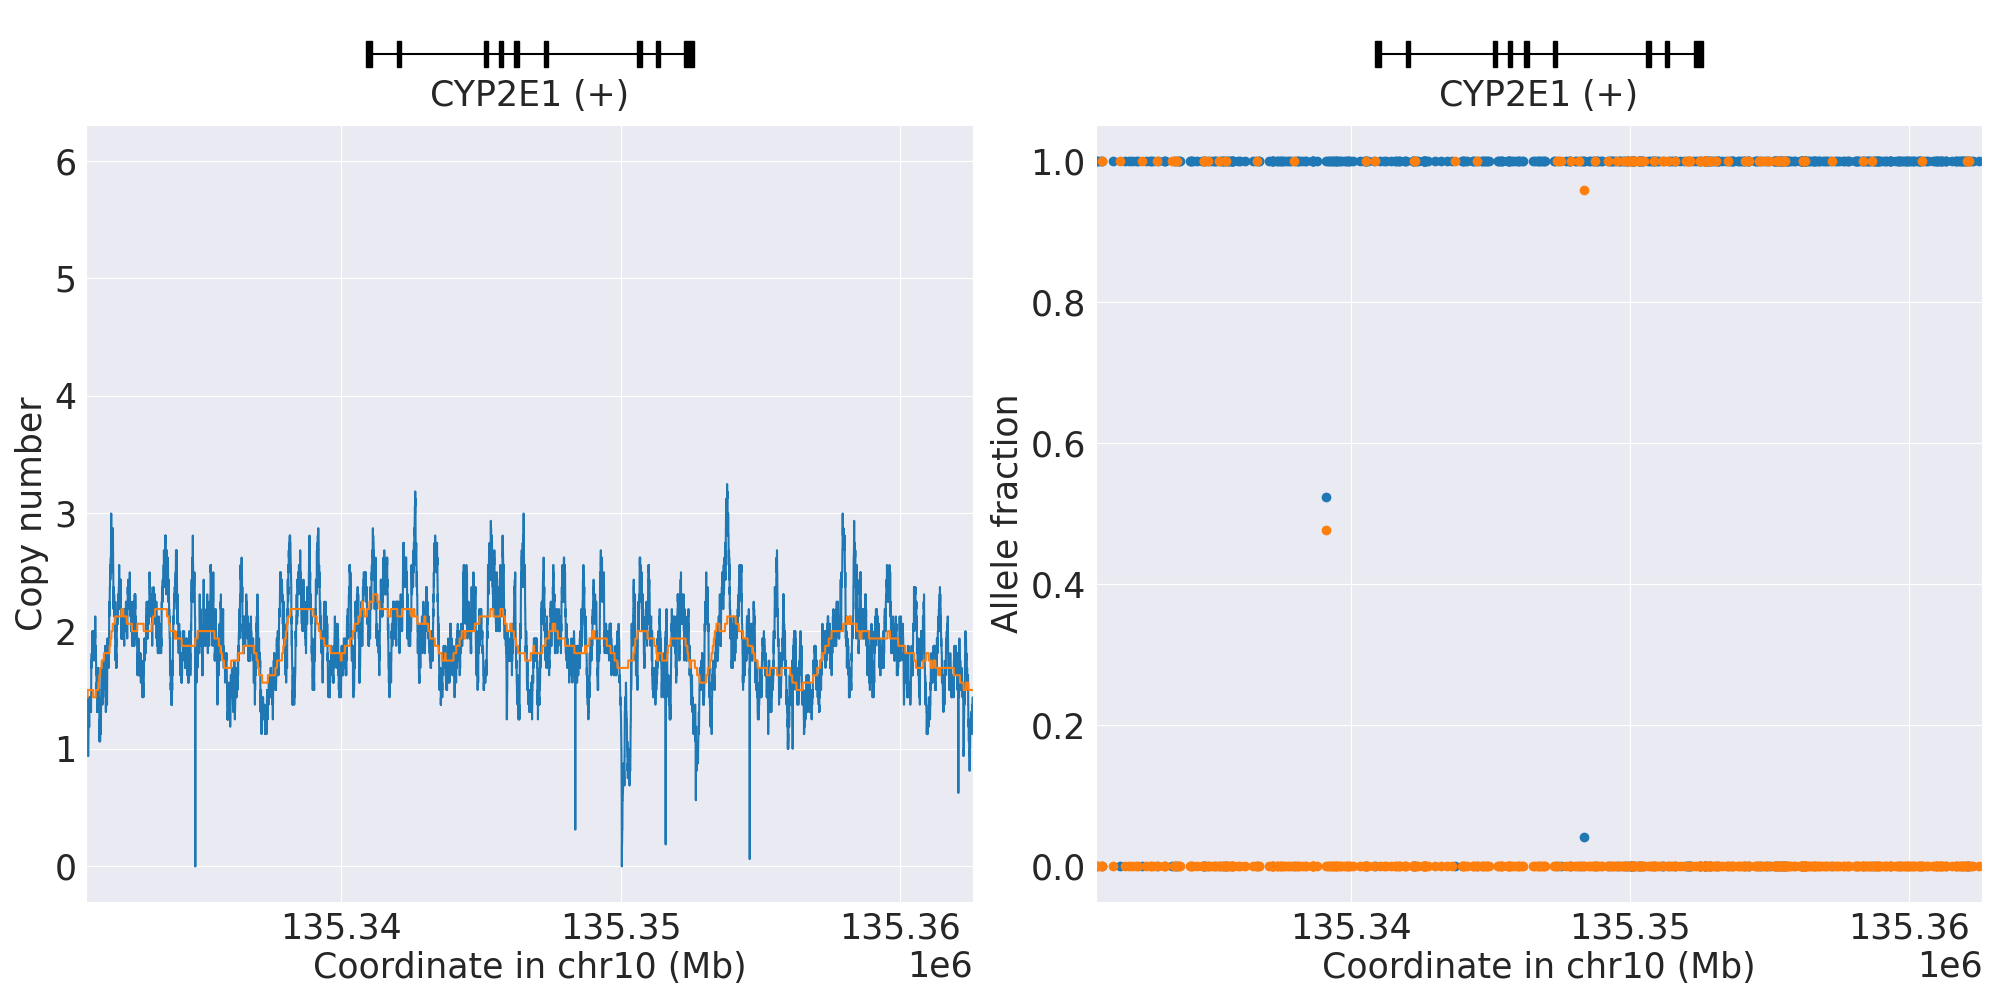 CYP2E1 (+)
6
5
4
3
2
1
0
Copy number
135.34 135.35 135.36
Coordinate in chr10 (Mb)
1e6
CYP2E1 (+)
1.0
0.8
0.6
0.4
0.2
0.0
Allele fraction
135.34 135.35 135.36
Coordinate in chr10 (Mb)
1e6